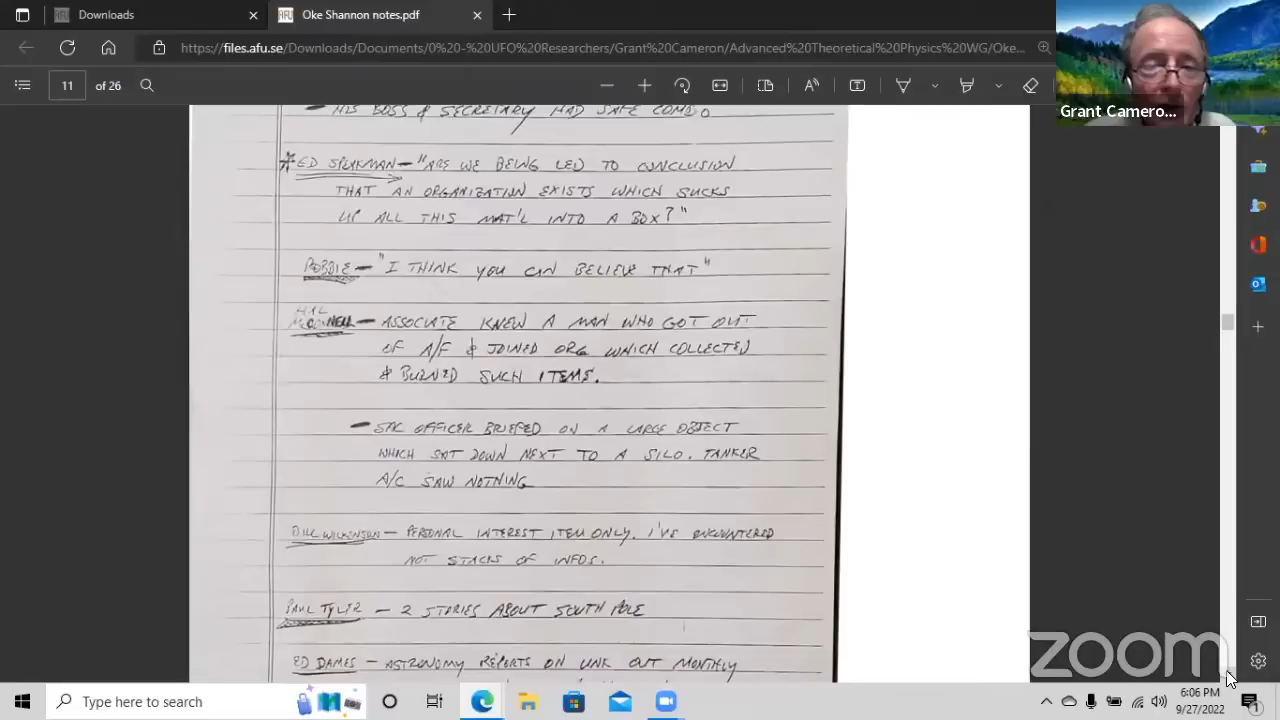 Downloads
Oke Shannon notes.pdf
https://files.afu.se/Downloads/Documents/0%20-%20UFO%20Researchers/Grant%20Cameron/Advanced%20Theoretical%20Physics%20WG/Oke...
11 of 26
Grant Camero...
HIS BOSS & SECRETARY HAD SAFE COMBO
* ED SPEAKMAN — "ARE WE BEING LED TO CONCLUSION
THAT AN ORGANIZATION EXISTS WHICH SUCKS
UP ALL THIS MAT'L INTO A BOX?"
BOBBIE — "I THINK YOU CAN BELIEVE THAT"
HAL
— ASSOCIATE KNEW A MAN WHO GOT OUT
OF A/F & JOINED ORG WHICH COLLECTED
& BURNED SUCH ITEMS.
— SAC OFFICER BRIEFED ON A LARGE OBJECT
WHICH SAT DOWN NEXT TO A SILO. TANKER
A/C SAW NOTHING
BILL WILKINSON — PERSONAL INTEREST ITEM ONLY. I'VE ENCOUNTERED
NOT STACKS OF INFOS.
PAUL TYLER — 2 STORIES ABOUT SOUTH POLE
ED DAMES — ASTRONOMY REPORTS ON UNK OUT MONTHLY
zoom
Type here to search
6:06 PM
9/27/2022